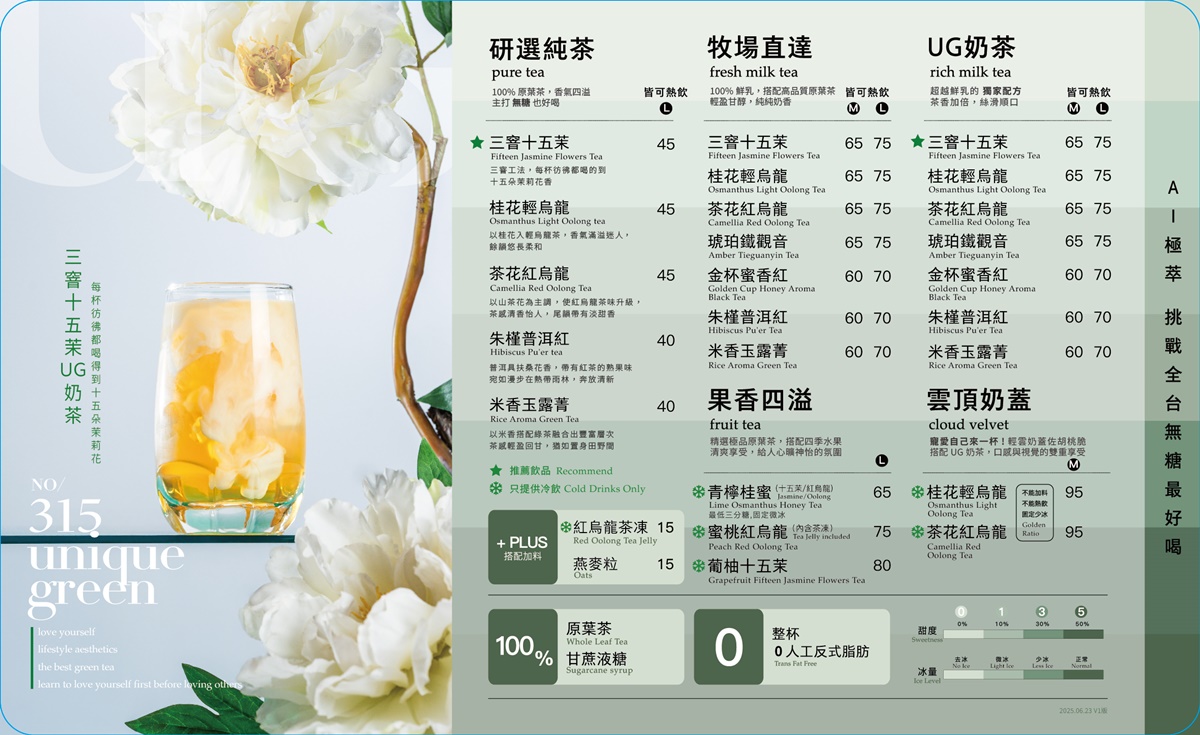 三窨十五茉UG奶茶
每杯彷彿都喝得到十五朵茉莉花
NO/
315
unique
green
love yourself
lifestyle aesthetics
the best green tea
learn to love yourself first before loving others
研選純茶
pure tea
100% 原葉茶，香氣四溢
主打 無糖 也好喝
皆可熱飲
L
三窨十五茉 45
Fifteen Jasmine Flowers Tea
三窨工法，每杯彷彿都喝的到
十五朵茉莉花香
桂花輕烏龍 45
Osmanthus Light Oolong tea
以桂花入輕烏龍茶，香氣滿溢迷人，
餘韻悠長柔和
茶花紅烏龍 45
Camellia Red Oolong Tea
以山茶花為主調，使紅烏龍茶味升級，
茶感清香怡人，尾韻帶有淡甜香
朱槿普洱紅 40
Hibiscus Pu'er tea
普洱具扶桑花香，帶有紅茶的熟果味
宛如漫步在熱帶雨林，奔放清新
米香玉露菁 40
Rice Aroma Green Tea
以米香搭配綠茶融合出豐富層次
茶感輕盈回甘，猶如置身田野間
推薦飲品 Recommend
只提供冷飲 Cold Drinks Only
+ PLUS
搭配加料
紅烏龍茶凍 15
Red Oolong Tea Jelly
燕麥粒 15
Oats
牧場直達
fresh milk tea
100% 鮮乳，搭配高品質原葉茶
輕盈甘醇，純純奶香
皆可熱飲
M L
三窨十五茉 65 75
Fifteen Jasmine Flowers Tea
桂花輕烏龍 65 75
Osmanthus Light Oolong Tea
茶花紅烏龍 65 75
Camellia Red Oolong Tea
琥珀鐵觀音 65 75
Amber Tieguanyin Tea
金杯蜜香紅 60 70
Golden Cup Honey Aroma
Black Tea
朱槿普洱紅 60 70
Hibiscus Pu'er Tea
米香玉露菁 60 70
Rice Aroma Green Tea
果香四溢
fruit tea
精選極品原葉茶，搭配四季水果
清爽享受，給人心曠神怡的氛圍
L
青檸桂蜜 (十五茉/紅烏龍) 65
Jasmine/Oolong
Lime Osmanthus Honey Tea
最低三分糖,固定微冰
蜜桃紅烏龍 (內含茶凍) 75
Tea Jelly included
Peach Red Oolong Tea
葡柚十五茉 80
Grapefruit Fifteen Jasmine Flowers Tea
UG奶茶
rich milk tea
超越鮮乳的 獨家配方
茶香加倍，絲滑順口
皆可熱飲
M L
三窨十五茉 65 75
Fifteen Jasmine Flowers Tea
桂花輕烏龍 65 75
Osmanthus Light Oolong Tea
茶花紅烏龍 65 75
Camellia Red Oolong Tea
琥珀鐵觀音 65 75
Amber Tieguanyin Tea
金杯蜜香紅 60 70
Golden Cup Honey Aroma
Black Tea
朱槿普洱紅 60 70
Hibiscus Pu'er Tea
米香玉露菁 60 70
Rice Aroma Green Tea
雲頂奶蓋
cloud velvet
寵愛自己來一杯！輕雲奶蓋佐胡桃脆
搭配 UG 奶茶，口感與視覺的雙重享受
M
桂花輕烏龍 95
Osmanthus Light
Oolong Tea
茶花紅烏龍 95
Camellia Red
Oolong Tea
不能加料
不能熱飲
固定少冰
Golden
Ratio
100%
原葉茶
Whole Leaf Tea
甘蔗液糖
Sugarcane syrup
0
整杯
0 人工反式脂肪
Trans Fat Free
0 1 3 5
0% 10% 30% 50%
甜度
Sweetness
去冰 微冰 少冰 正常
No Ice Light Ice Less Ice Normal
冰量
Ice Level
2025.06.23 V1版
AI極萃 挑戰全台無糖最好喝